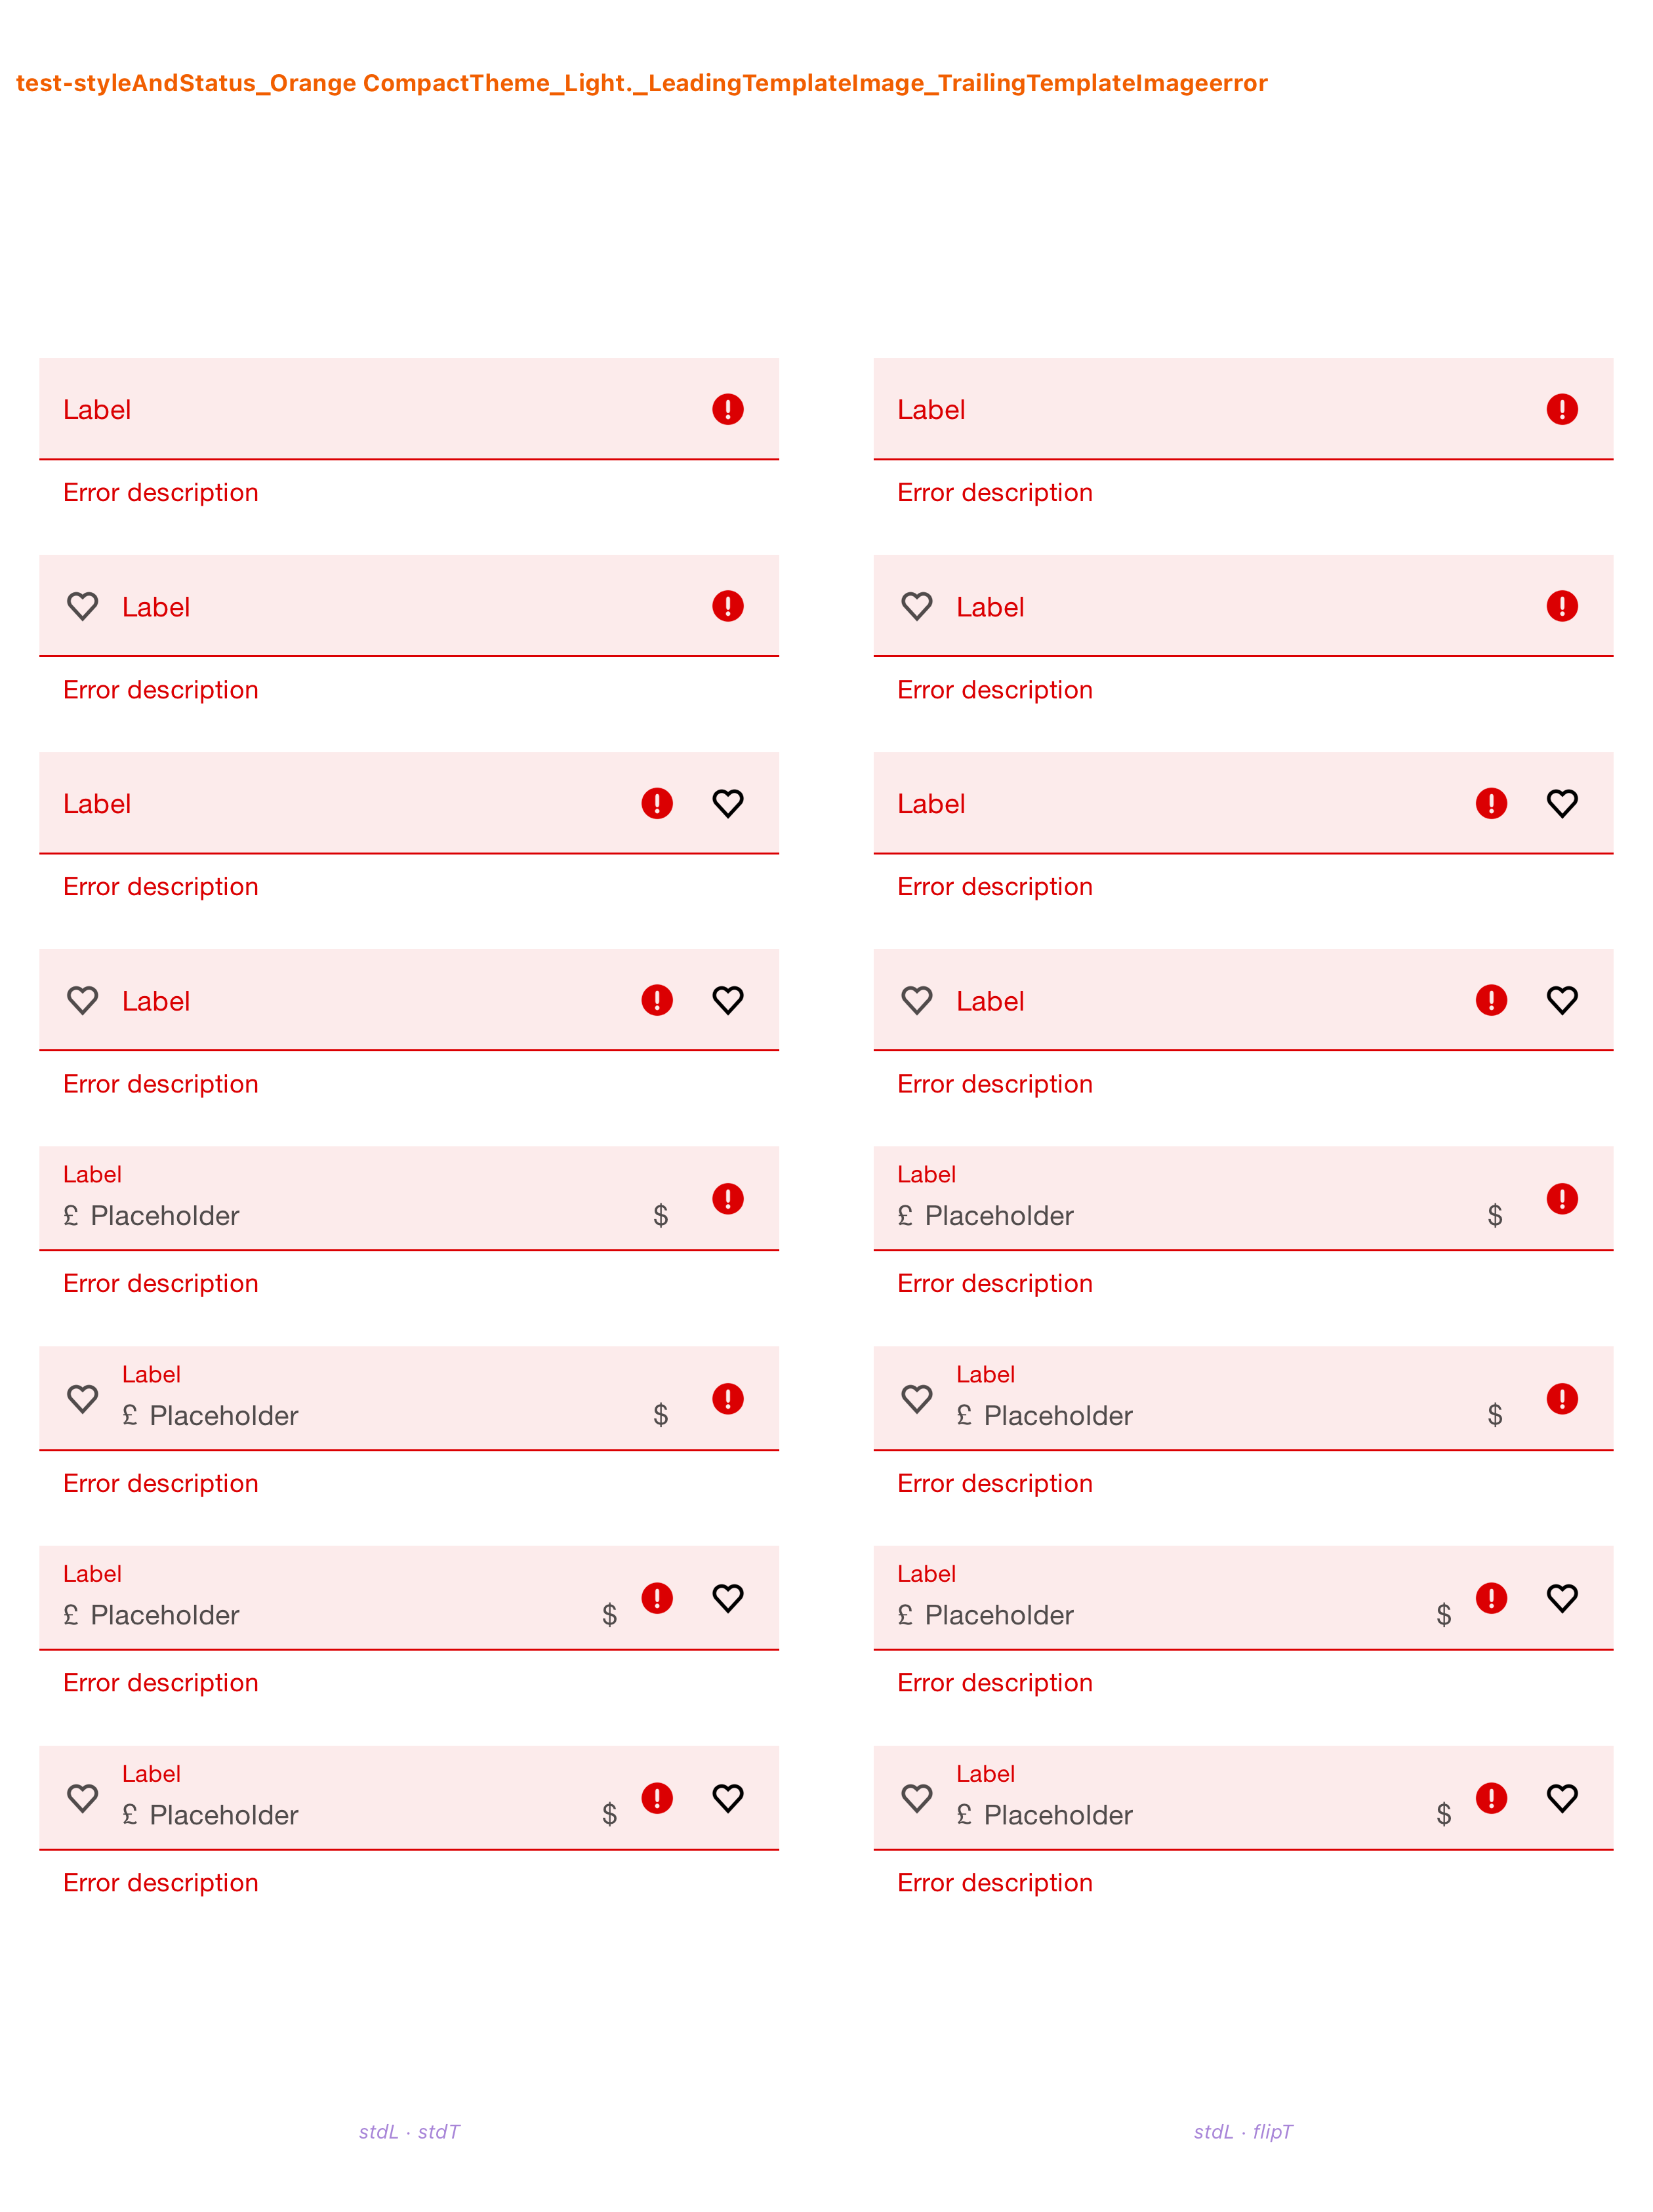 test-styleAndStatus_Orange CompactTheme_Light._LeadingTemplateImage_TrailingTemplateImageerror
Label
Label
Error description
Error description
Label
Label
Error description
Error description
Label
Label
Error description
Error description
Label
Label
Error description
Error description
Label
Label
£ Placeholder $
£ Placeholder $
Error description
Error description
Label
Label
£ Placeholder $
£ Placeholder $
Error description
Error description
Label
Label
£ Placeholder $
£ Placeholder $
Error description
Error description
Label
Label
£ Placeholder $
£ Placeholder $
Error description
Error description
stdL · stdT
stdL · flipT